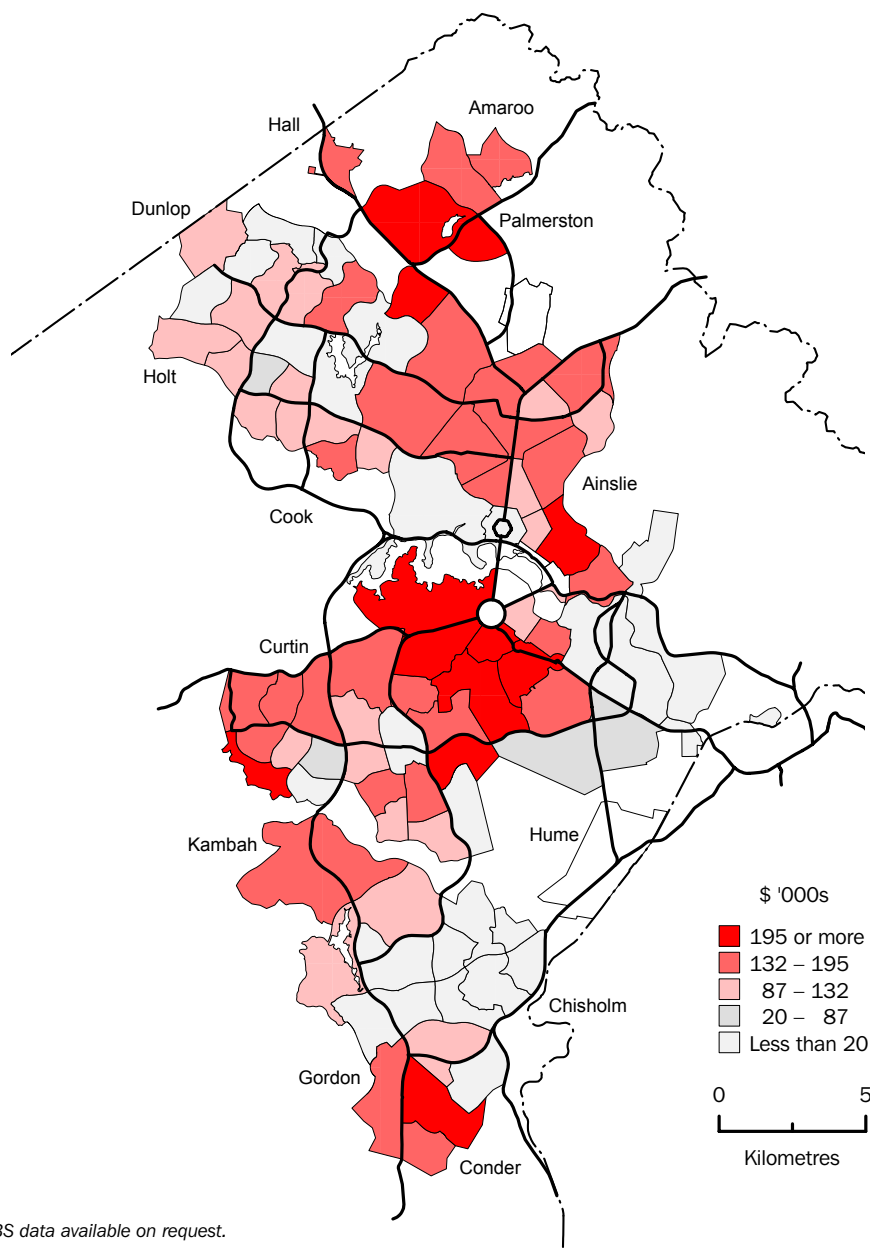 Amaroo
Hall
Dunlop
Palmerston
Holt
Ainslie
Cook
Curtin
Hume
Kambah
$ '000s
195 or more
132 – 195
87 – 132
20 – 87
Less than 20
Chisholm
Gordon
0 5
Kilometres
Conder
data available on request.